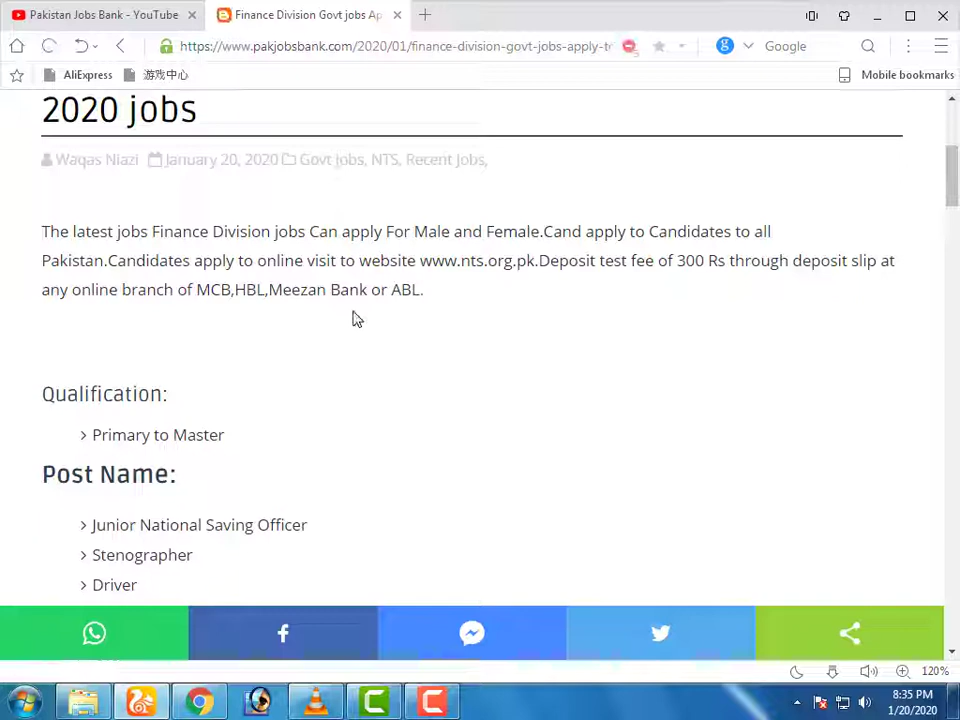 Pakistan Jobs Bank - YouTube
Finance Division Govt jobs Ap
https://www.pakjobsbank.com/2020/01/finance-division-govt-jobs-apply-to
Google
AliExpress
游戏中心
Mobile bookmarks
2020 jobs
Waqas Niazi January 20, 2020 Govt Jobs, NTS, Recent Jobs,
The latest jobs Finance Division jobs Can apply For Male and Female.Cand apply to Candidates to all
Pakistan.Candidates apply to online visit to website www.nts.org.pk.Deposit test fee of 300 Rs through deposit slip at
any online branch of MCB,HBL,Meezan Bank or ABL.
Qualification:
Primary to Master
Post Name:
Junior National Saving Officer
Stenographer
Driver
120%
8:35 PM
1/20/2020